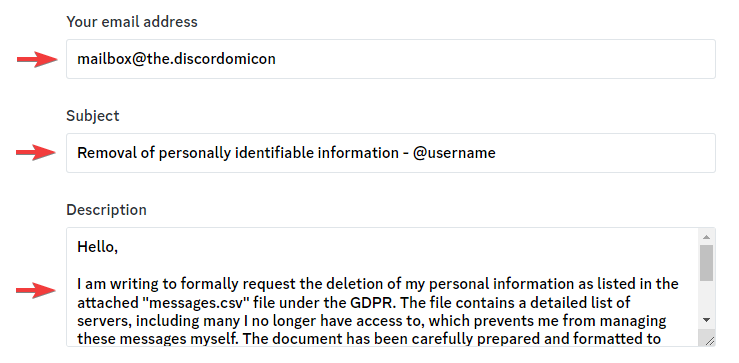 Your email address
mailbox@the.discordomicon
Subject
Removal of personally identifiable information - @username
Description
Hello,
I am writing to formally request the deletion of my personal information as listed in the
attached "messages.csv" file under the GDPR. The file contains a detailed list of
servers, including many I no longer have access to, which prevents me from managing
these messages myself. The document has been carefully prepared and formatted to